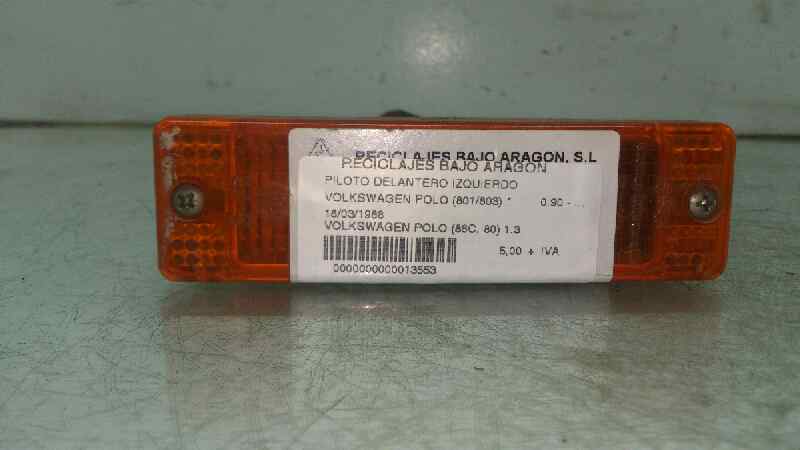 RECICLAJES BAJO ARAGON, S.L
RECICLAJES BAJO ARAGON
PILOTO DELANTERO IZQUIERDO
VOLKSWAGEN POLO (801/803) * 0.90 - ...
16/03/1988
VOLKSWAGEN POLO (86C, 80) 1.3
5,00 + IVA
0000000000013553